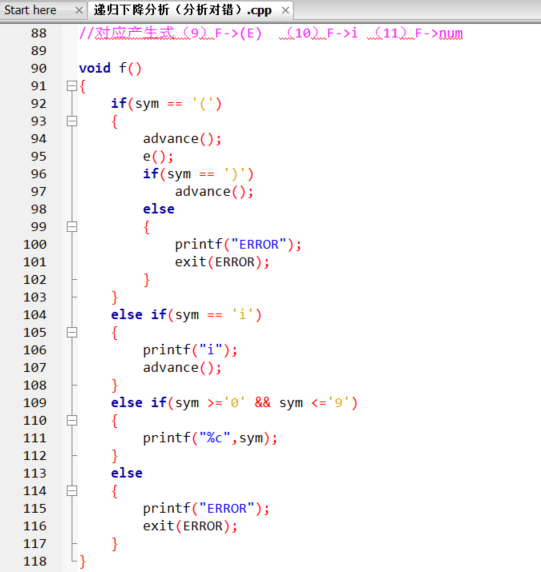 Start here × 递归下降分析（分析对错）.cpp ×
88 //对应产生式（9）F->(E) （10）F->i （11）F->num
89
90 void f()
91 {
92 if(sym == '(')
93 {
94 advance();
95 e();
96 if(sym == ')')
97 advance();
98 else
99 {
100 printf("ERROR");
101 exit(ERROR);
102 }
103 }
104 else if(sym == 'i')
105 {
106 printf("i");
107 advance();
108 }
109 else if(sym >='0' && sym <='9')
110 {
111 printf("%c",sym);
112 }
113 else
114 {
115 printf("ERROR");
116 exit(ERROR);
117 }
118 }